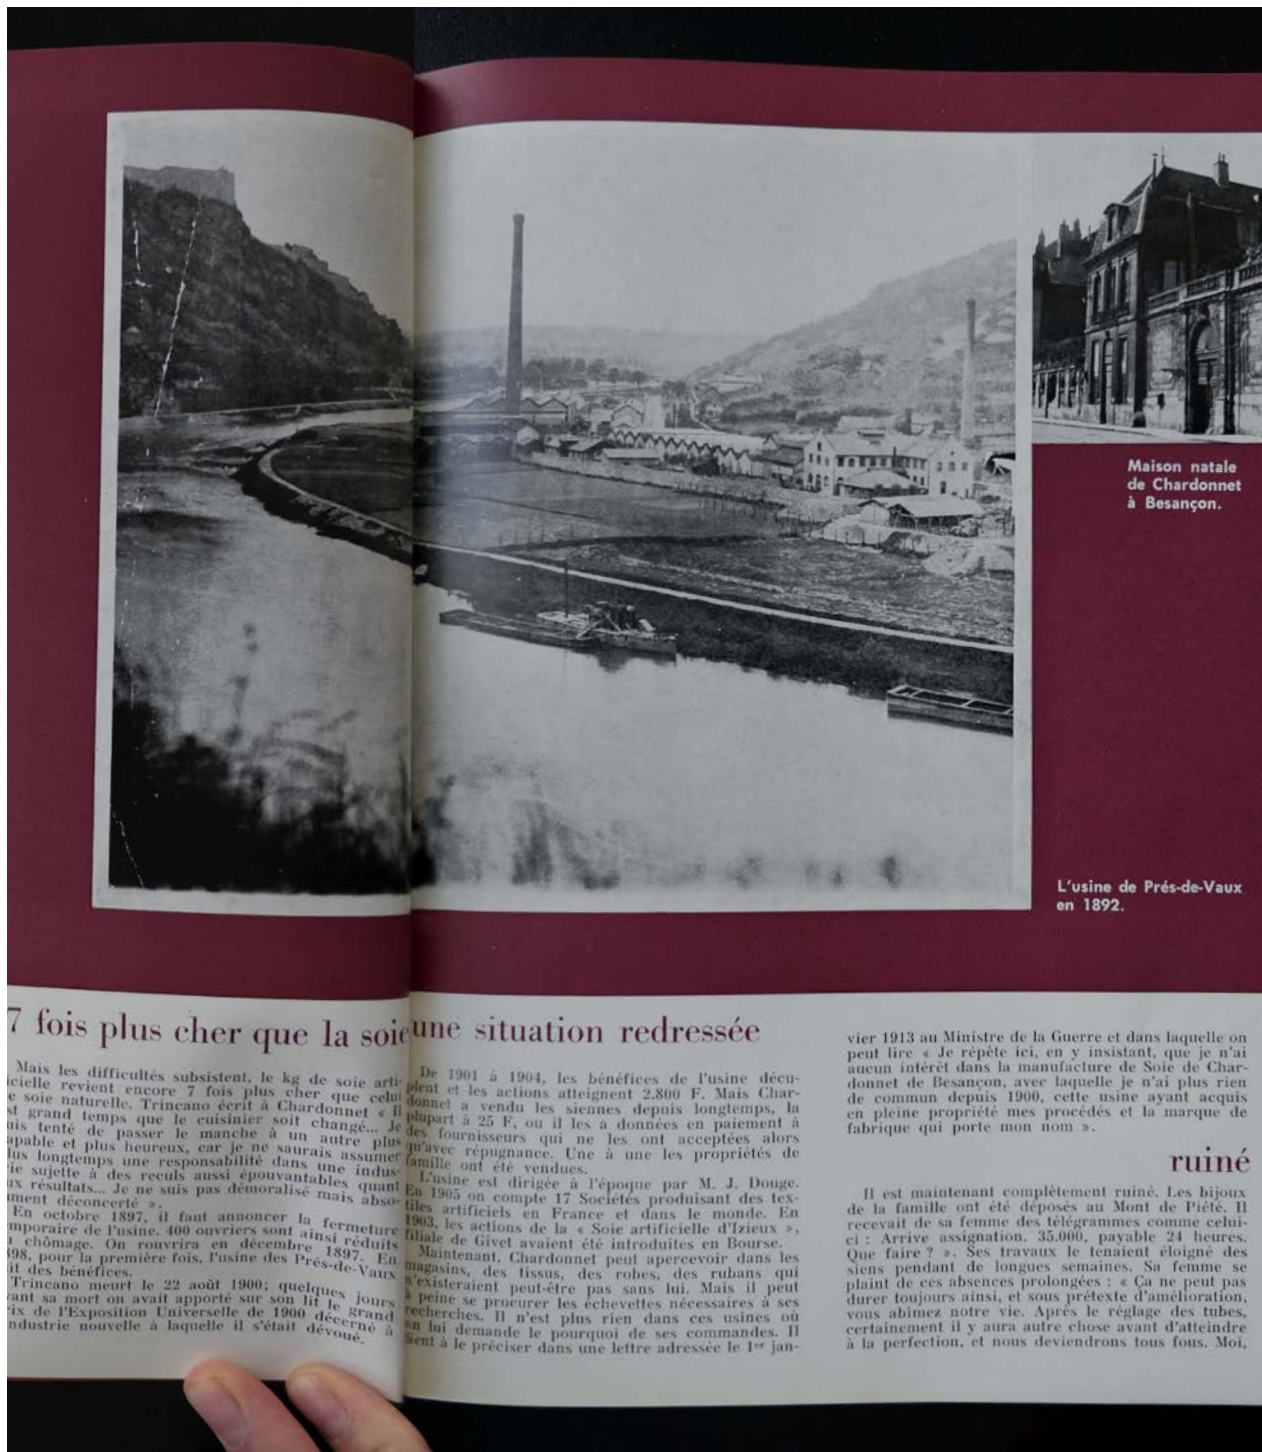 Maison natale
de Chardonnet
à Besançon.
L'usine de Prés-de-Vaux
en 1892.
7 fois plus cher que la soie
Mais les difficultés subsistent, le kg de soie arti-
icielle revient encore 7 fois plus cher que celui
e soie naturelle. Trincano écrit à Chardonnet « Il
st grand temps que le cuisinier soit changé... Je
uis tenté de passer le manche à un autre plus
apable et plus heureux, car je ne saurais assumer
lus longtemps une responsabilité dans une indus-
ie sujette à des reculs aussi épouvantables quant
ux résultats... Je ne suis pas démoralisé mais abso-
ment déconcerté ».
En octobre 1897, il faut annoncer la fermeture
mporaire de l'usine. 400 ouvriers sont ainsi réduits
chômage. On rouvrira en décembre 1897. En
98, pour la première fois, l'usine des Prés-de-Vaux
it des bénéfices.
Trincano meurt le 22 août 1900; quelques jours
ant sa mort on avait apporté sur son lit le grand
ix de l'Exposition Universelle de 1900 décerné à
ndustrie nouvelle à laquelle il s'était dévoué.
une situation redressée
De 1901 à 1904, les bénéfices de l'usine décu-
plent et les actions atteignent 2.800 F. Mais Char-
donnet a vendu les siennes depuis longtemps, la
plupart à 25 F, ou il les a données en paiement à
des fournisseurs qui ne les ont acceptées alors
qu'avec répugnance. Une à une les propriétés de
famille ont été vendues.
L'usine est dirigée à l'époque par M. J. Douge.
En 1905 on compte 17 Sociétés produisant des tex-
tiles artificiels en France et dans le monde. En
1903, les actions de la « Soie artificielle d'Izieux »,
filiale de Givet avaient été introduites en Bourse.
Maintenant, Chardonnet peut apercevoir dans les
magasins, des tissus, des robes, des rubans qui
n'existeraient peut-être pas sans lui. Mais il peut
à peine se procurer les échevettes nécessaires à ses
recherches. Il n'est plus rien dans ces usines où
on lui demande le pourquoi de ses commandes. Il
tient à le préciser dans une lettre adressée le 1er jan-
vier 1913 au Ministre de la Guerre et dans laquelle on
peut lire « Je répète ici, en y insistant, que je n'ai
aucun intérêt dans la manufacture de Soie de Char-
donnet de Besançon, avec laquelle je n'ai plus rien
de commun depuis 1900, cette usine ayant acquis
en pleine propriété mes procédés et la marque de
fabrique qui porte mon nom ».
ruiné
Il est maintenant complètement ruiné. Les bijoux
de la famille ont été déposés au Mont de Piété. Il
recevait de sa femme des télégrammes comme celui-
ci : Arrive assignation. 35.000, payable 24 heures.
Que faire ? ». Ses travaux le tenaient éloigné des
siens pendant de longues semaines. Sa femme se
plaint de ces absences prolongées : « Ça ne peut pas
durer toujours ainsi, et sous prétexte d'amélioration,
vous abimez notre vie. Après le réglage des tubes,
certainement il y aura autre chose avant d'atteindre
à la perfection, et nous deviendrons tous fous. Moi,